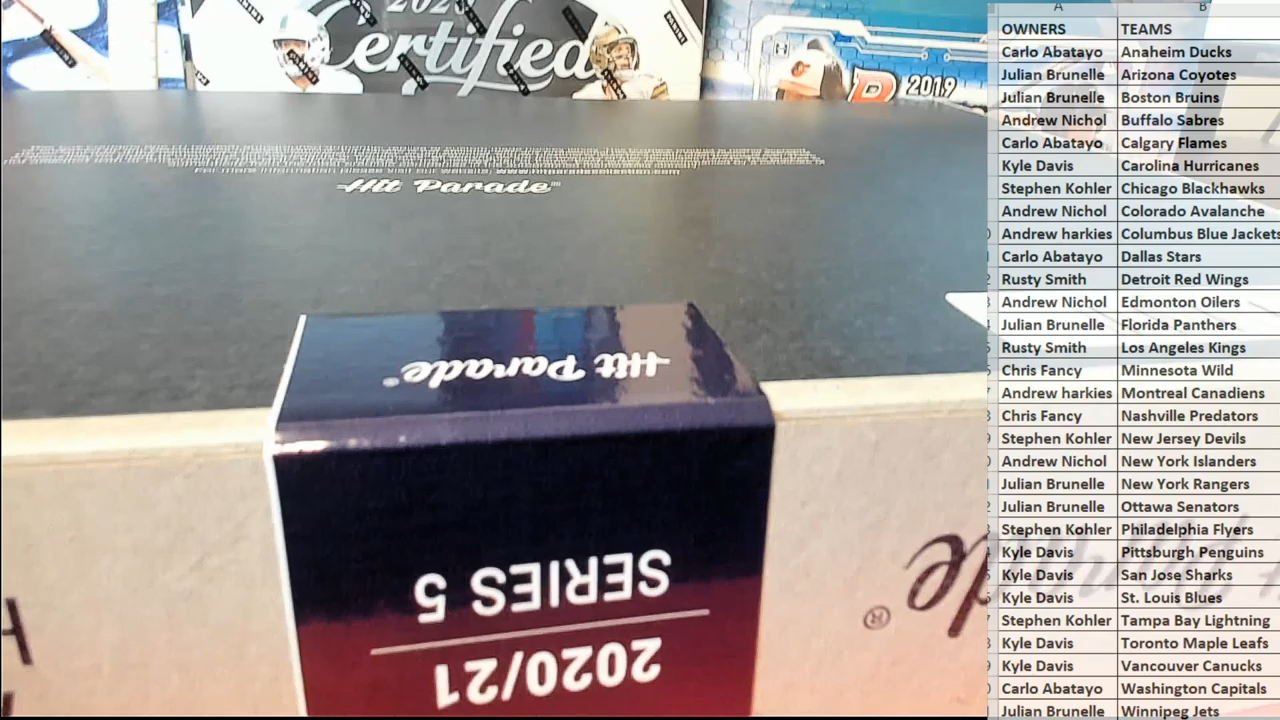 2021
Certified
PANINI
2019
Hit Parade
Hit Parade
SERIES 5
2020/21
A B
OWNERS TEAMS
Carlo Abatayo Anaheim Ducks
Julian Brunelle Arizona Coyotes
Julian Brunelle Boston Bruins
Andrew Nichol Buffalo Sabres
Carlo Abatayo Calgary Flames
Kyle Davis Carolina Hurricanes
Stephen Kohler Chicago Blackhawks
Andrew Nichol Colorado Avalanche
Andrew harkies Columbus Blue Jackets
Carlo Abatayo Dallas Stars
Rusty Smith Detroit Red Wings
Andrew Nichol Edmonton Oilers
Julian Brunelle Florida Panthers
Rusty Smith Los Angeles Kings
Chris Fancy Minnesota Wild
Andrew harkies Montreal Canadiens
Chris Fancy Nashville Predators
Stephen Kohler New Jersey Devils
Andrew Nichol New York Islanders
Julian Brunelle New York Rangers
Julian Brunelle Ottawa Senators
Stephen Kohler Philadelphia Flyers
Kyle Davis Pittsburgh Penguins
Kyle Davis San Jose Sharks
Kyle Davis St. Louis Blues
Stephen Kohler Tampa Bay Lightning
Kyle Davis Toronto Maple Leafs
Kyle Davis Vancouver Canucks
Carlo Abatayo Washington Capitals
Julian Brunelle Winnipeg Jets